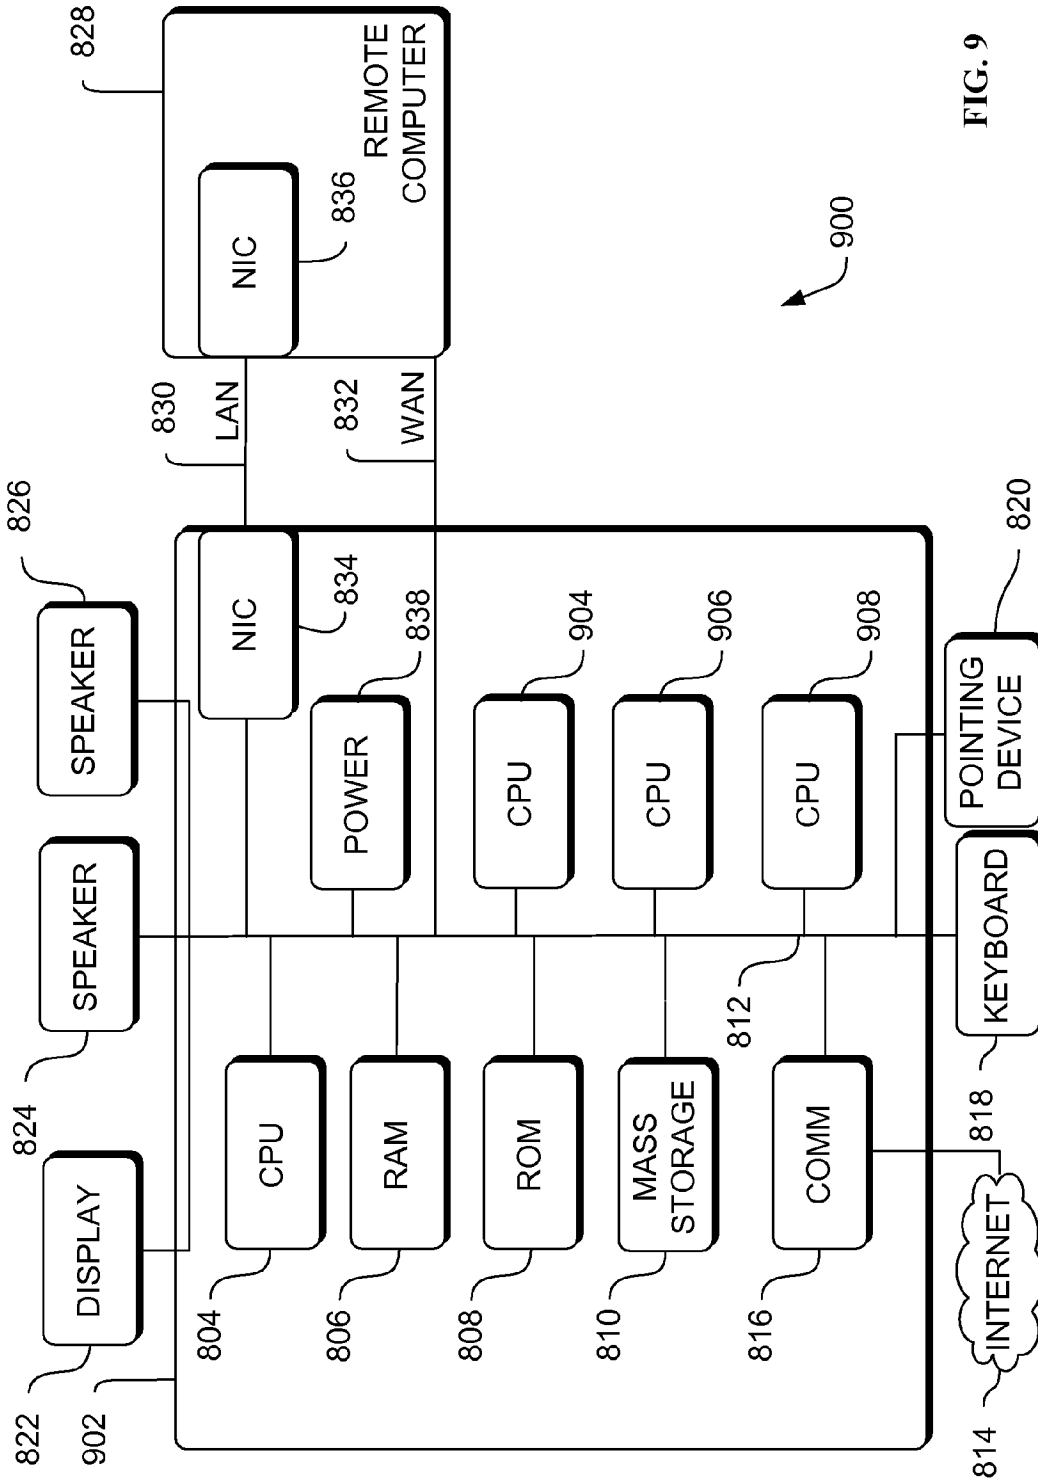 822
DISPLAY
824
SPEAKER
826
SPEAKER
902
804
CPU
806
RAM
808
ROM
810
MASS
STORAGE
816
COMM
812
NIC
834
POWER
838
CPU
904
CPU
906
CPU
908
830
LAN
832
WAN
828
NIC
836
REMOTE
COMPUTER
814
INTERNET
818
KEYBOARD
POINTING
DEVICE
820
900
FIG. 9